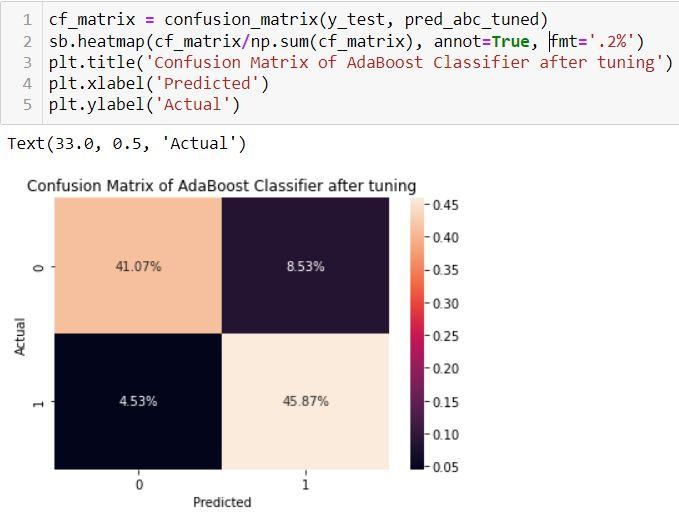 1 cf_matrix = confusion_matrix(y_test, pred_abc_tuned)
2 sb.heatmap(cf_matrix/np.sum(cf_matrix), annot=True, fmt='.2%')
3 plt.title('Confusion Matrix of AdaBoost Classifier after tuning')
4 plt.xlabel('Predicted')
5 plt.ylabel('Actual')
Text(33.0, 0.5, 'Actual')
Confusion Matrix of AdaBoost Classifier after tuning
0
41.07%
8.53%
Actual
1
4.53%
45.87%
0
1
Predicted
0.45
0.40
0.35
0.30
0.25
0.20
0.15
0.10
0.05